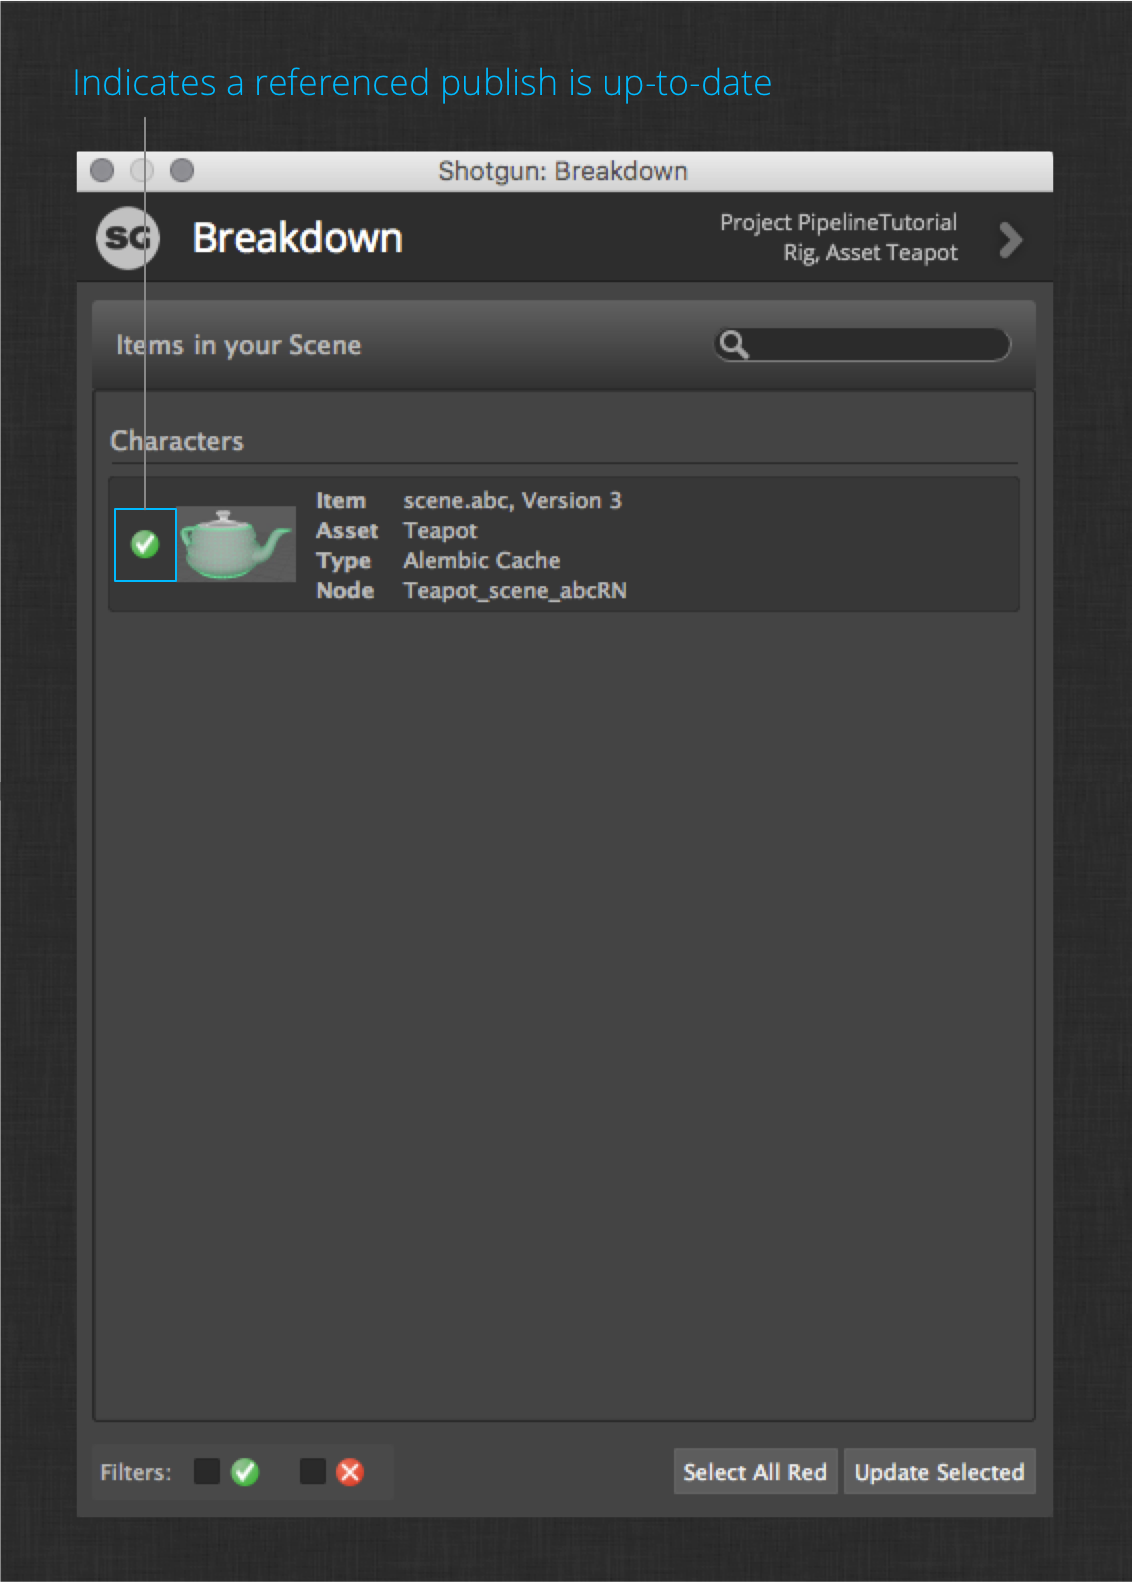 Indicates a referenced publish is up-to-date
Shotgun: Breakdown
SG
Breakdown
Project PipelineTutorial
Rig, Asset Teapot
Items in your Scene
Characters
Item scene.abc, Version 3
Asset Teapot
Type Alembic Cache
Node Teapot_scene_abcRN
Filters:
Select All Red
Update Selected